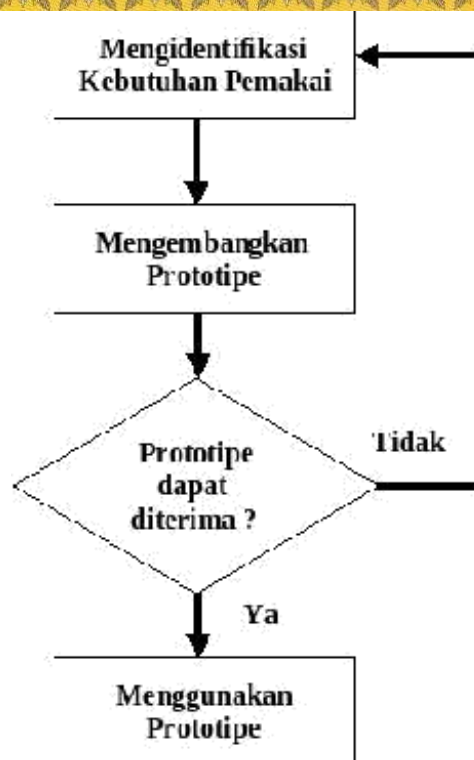 Mengidentifikasi
Kebutuhan Pemakai
Mengembangkan
Prototipe
Prototipe
dapat
diterima ?
Tidak
Ya
Menggunakan
Prototipe